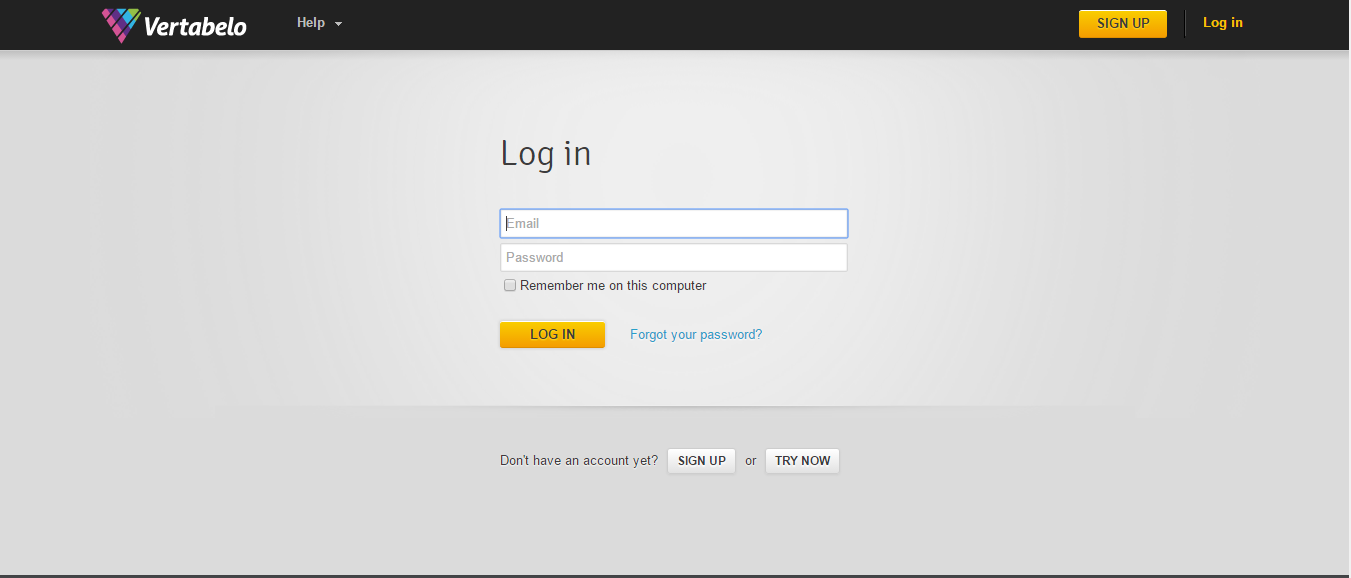 Vertabelo Help SIGN UP Log in
Log in
Email
Password
Remember me on this computer
LOG IN Forgot your password?
Don't have an account yet? SIGN UP or TRY NOW